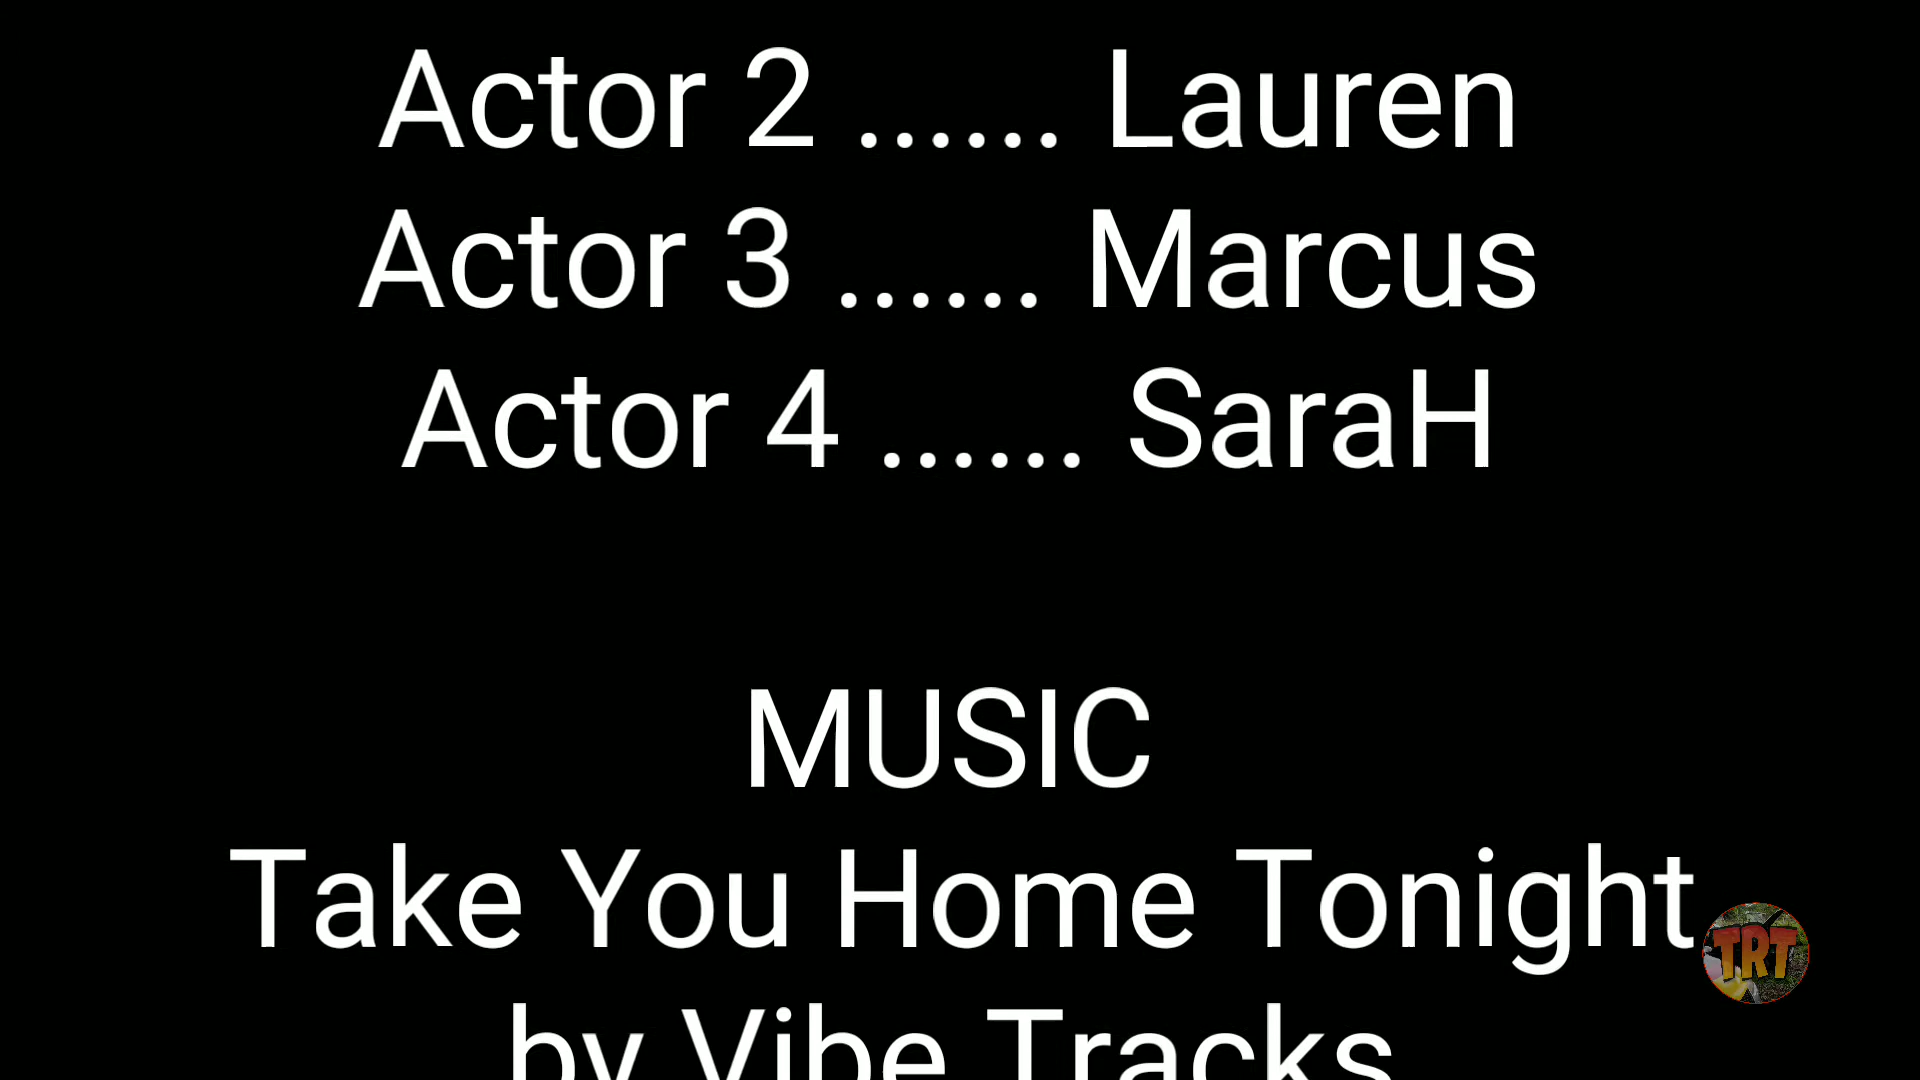 Actor 2 ...... Lauren
Actor 3 ...... Marcus
Actor 4 ...... SaraH
MUSIC
Take You Home Tonight
TRT
by Vibe Tracks